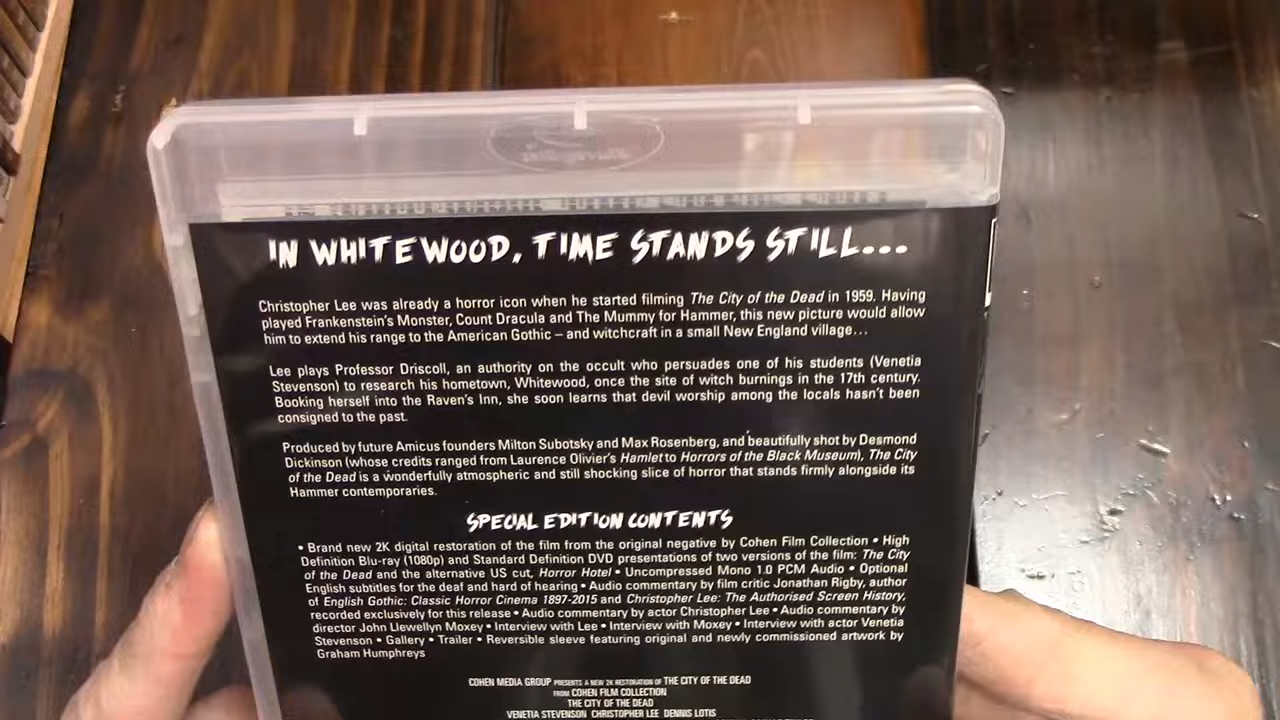 IN WHITEWOOD, TIME STANDS STILL...
Christopher Lee was already a horror icon when he started filming The City of the Dead in 1959. Having
played Frankenstein's Monster, Count Dracula and The Mummy for Hammer, this new picture would allow
him to extend his range to the American Gothic – and witchcraft in a small New England village...
Lee plays Professor Driscoll, an authority on the occult who persuades one of his students (Venetia
Stevenson) to research his hometown, Whitewood, once the site of witch burnings in the 17th century.
Booking herself into the Raven's Inn, she soon learns that devil worship among the locals hasn't been
consigned to the past.
Produced by future Amicus founders Milton Subotsky and Max Rosenberg, and beautifully shot by Desmond
Dickinson (whose credits ranged from Laurence Olivier's Hamlet to Horrors of the Black Museum), The City
of the Dead is a wonderfully atmospheric and still shocking slice of horror that stands firmly alongside its
Hammer contemporaries.
SPECIAL EDITION CONTENTS
• Brand new 2K digital restoration of the film from the original negative by Cohen Film Collection • High
Definition Blu-ray (1080p) and Standard Definition DVD presentations of two versions of the film: The City
of the Dead and the alternative US cut, Horror Hotel • Uncompressed Mono 1.0 PCM Audio • Optional
English subtitles for the deaf and hard of hearing • Audio commentary by film critic Jonathan Rigby, author
of English Gothic: Classic Horror Cinema 1897-2015 and Christopher Lee: The Authorised Screen History,
recorded exclusively for this release • Audio commentary by actor Christopher Lee • Audio commentary by
director John Llewellyn Moxey • Interview with Lee • Interview with Moxey • Interview with actor Venetia
Stevenson • Gallery • Trailer • Reversible sleeve featuring original and newly commissioned artwork by
Graham Humphreys
COHEN MEDIA GROUP PRESENTS A NEW 2K RESTORATION OF THE CITY OF THE DEAD
FROM COHEN FILM COLLECTION
THE CITY OF THE DEAD
VENETIA STEVENSON CHRISTOPHER LEE DENNIS LOTIS